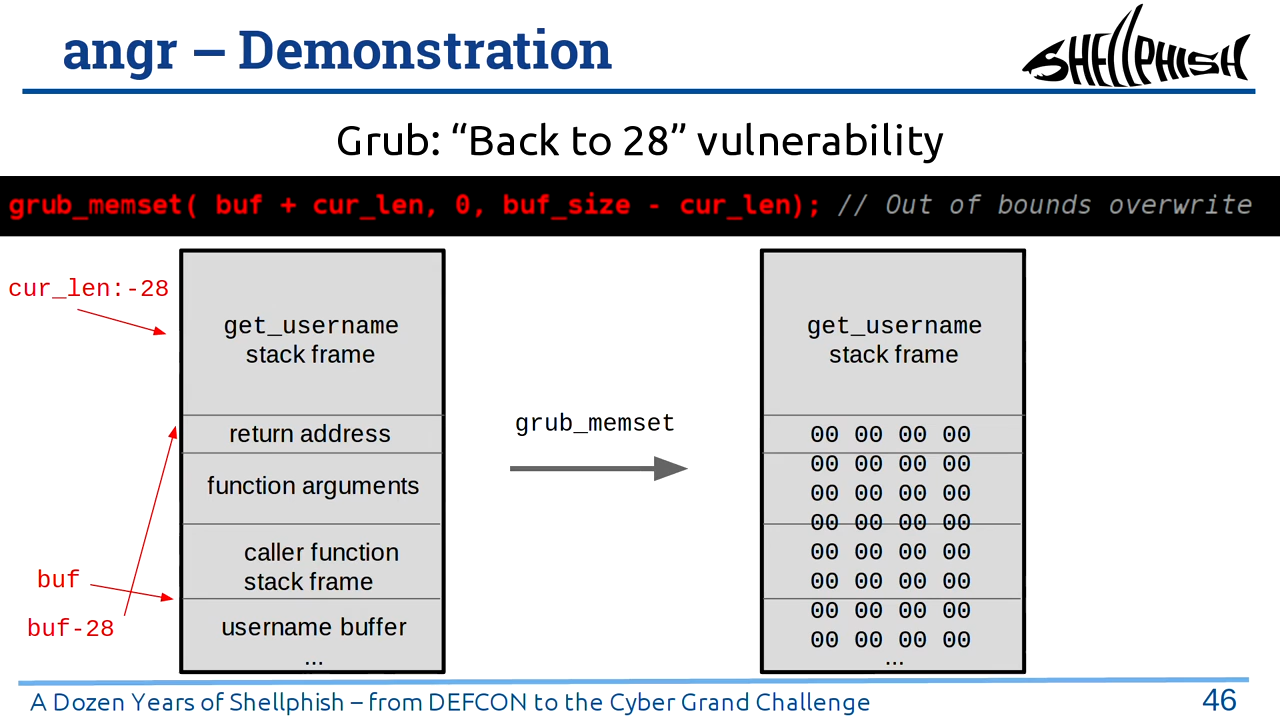 angr – Demonstration
SHELLPHISH
Grub: “Back to 28” vulnerability
grub_memset( buf + cur_len, 0, buf_size - cur_len); // Out of bounds overwrite
cur_len:-28
get_username
stack frame
return address
function arguments
caller function
stack frame
buf
buf-28
username buffer
...
grub_memset
get_username
stack frame
00 00 00 00
00 00 00 00
00 00 00 00
00 00 00 00
00 00 00 00
00 00 00 00
00 00 00 00
00 00 00 00
...
A Dozen Years of Shellphish – from DEFCON to the Cyber Grand Challenge
46